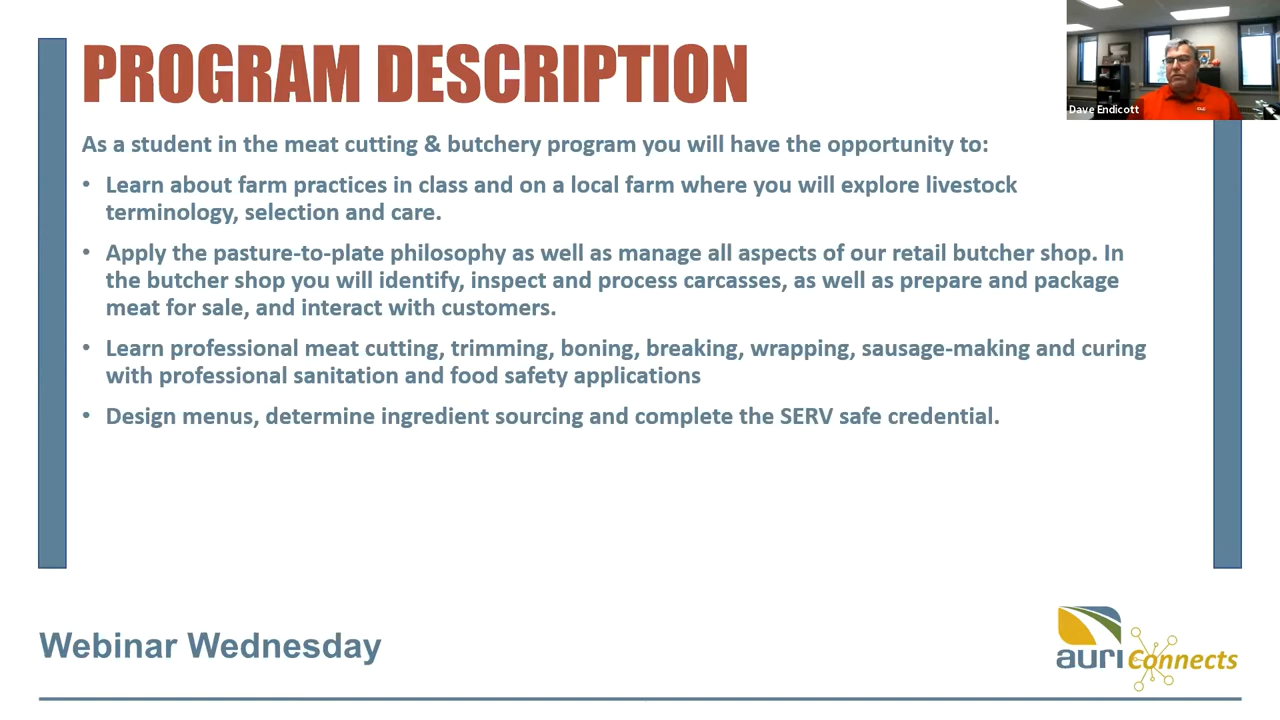 PROGRAM DESCRIPTION
Dave Endicott
As a student in the meat cutting & butchery program you will have the opportunity to:
• Learn about farm practices in class and on a local farm where you will explore livestock
terminology, selection and care.
• Apply the pasture-to-plate philosophy as well as manage all aspects of our retail butcher shop. In
the butcher shop you will identify, inspect and process carcasses, as well as prepare and package
meat for sale, and interact with customers.
• Learn professional meat cutting, trimming, boning, breaking, wrapping, sausage-making and curing
with professional sanitation and food safety applications
• Design menus, determine ingredient sourcing and complete the SERV safe credential.
Webinar Wednesday
auri Connects